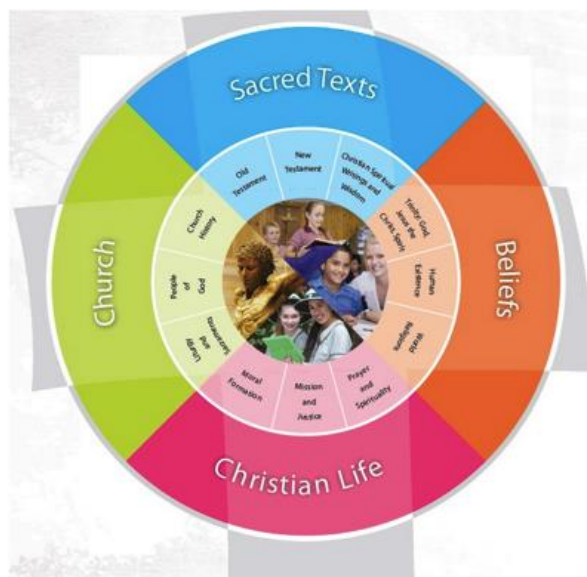 Sacred Texts
Old
Testament
New
Testament
Christian Spiritual
Writings and
Wisdom
Beliefs
Trinity: God,
Jesus the
Christ, Spirit
Human
Existence
World
Religions
Christian Life
Prayer
and
Spirituality
Mission
and
Justice
Moral
Formation
Church
Liturgy
and
Sacraments
People
of
God
Church
History